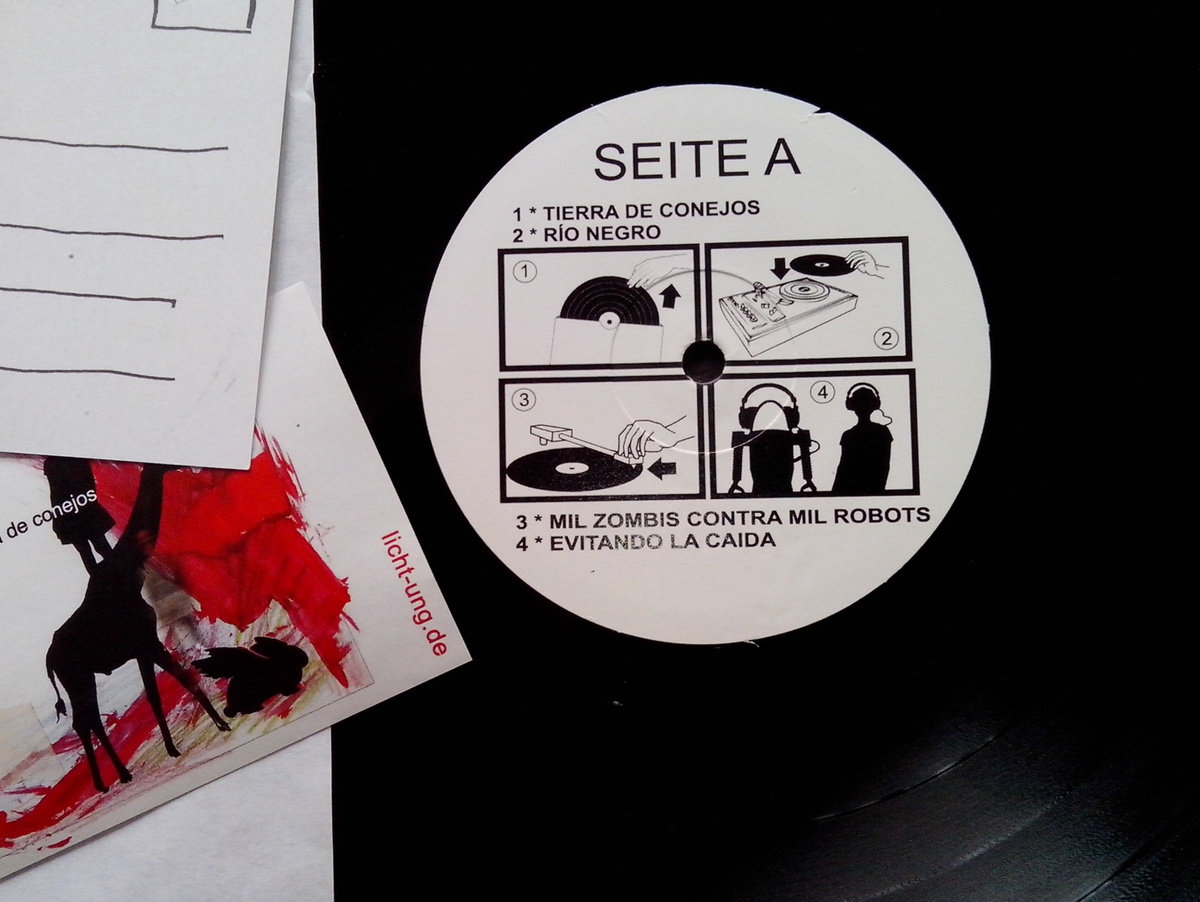 SEITE A
1 * TIERRA DE CONEJOS
2 * RÍO NEGRO
1
2
3
4
3 * MIL ZOMBIS CONTRA MIL ROBOTS
4 * EVITANDO LA CAIDA
de conejos
licht-ung.de